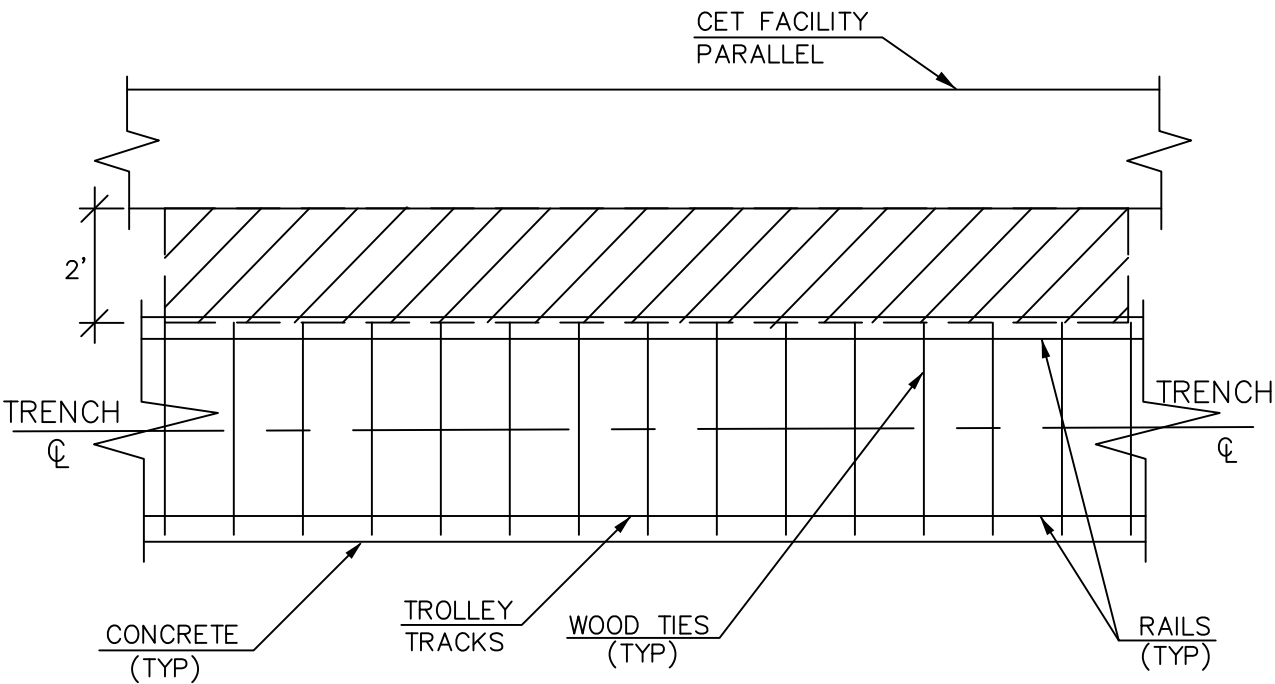 CET FACILITY
PARALLEL
2'
TRENCH
℄
TRENCH
℄
CONCRETE
(TYP)
TROLLEY
TRACKS
WOOD TIES
(TYP)
RAILS
(TYP)